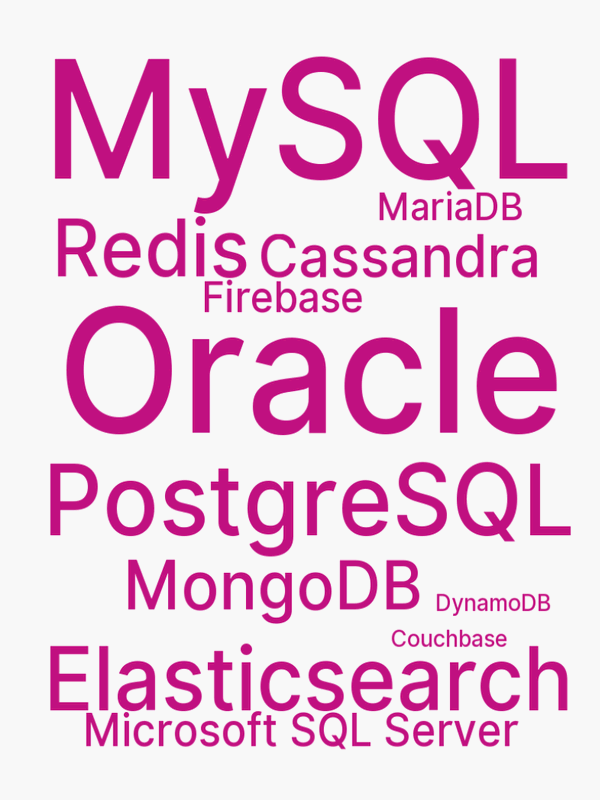 MySQL
MariaDB
Redis Cassandra
Firebase
Oracle
PostgreSQL
MongoDB DynamoDB
Couchbase
Elasticsearch
Microsoft SQL Server